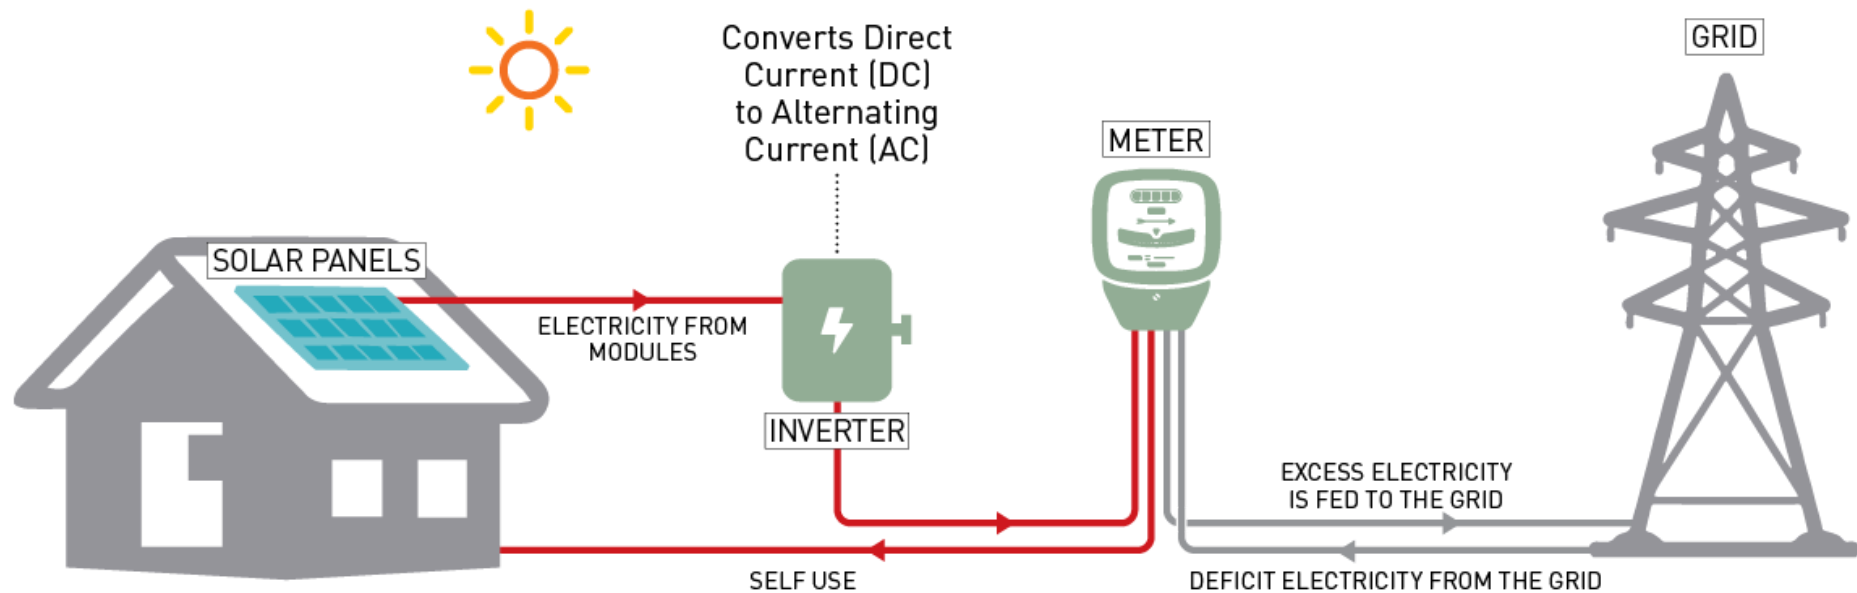 Converts Direct
Current (DC)
to Alternating
Current (AC)
GRID
METER
SOLAR PANELS
ELECTRICITY FROM
MODULES
INVERTER
EXCESS ELECTRICITY
IS FED TO THE GRID
SELF USE
DEFICIT ELECTRICITY FROM THE GRID